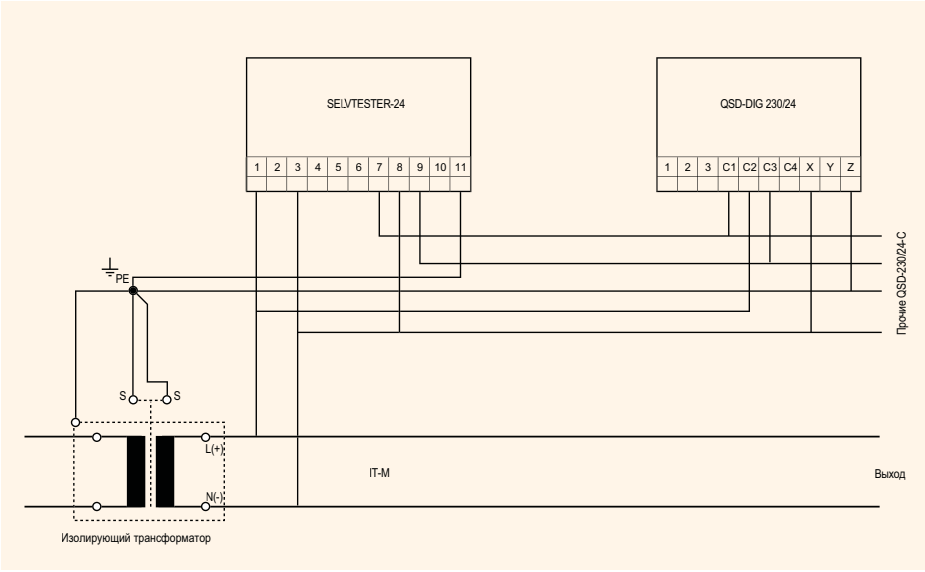 SELVTESTER-24
QSD-DIG 230/24
1 2 3 4 5 6 7 8 9 10 11
1 2 3 C1 C2 C3 C4 X Y Z
PE
Прочие QSD-230/24-C
S S
L(+)
IT-M
Выход
N(-)
Изолирующий трансформатор